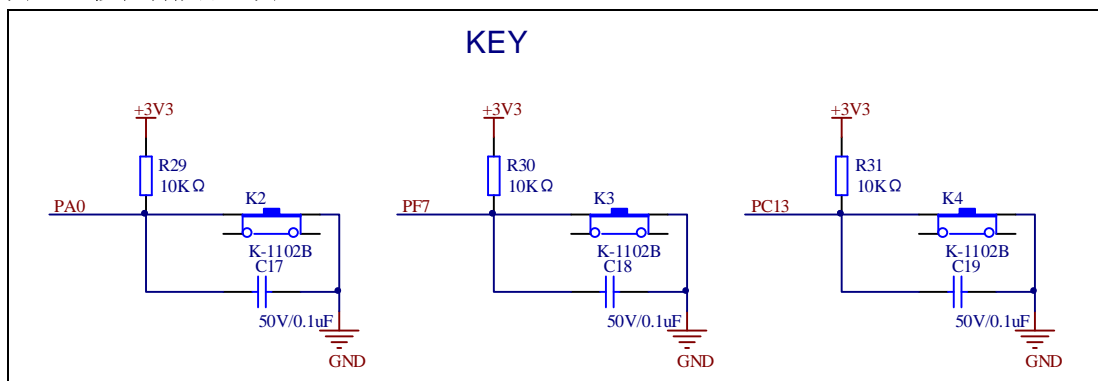 KEY
+3V3
+3V3
+3V3
R29
10KΩ
R30
10KΩ
R31
10KΩ
PA0
K2
PF7
K3
PC13
K4
K-1102B
K-1102B
K-1102B
C17
C18
C19
50V/0.1uF
50V/0.1uF
50V/0.1uF
GND
GND
GND